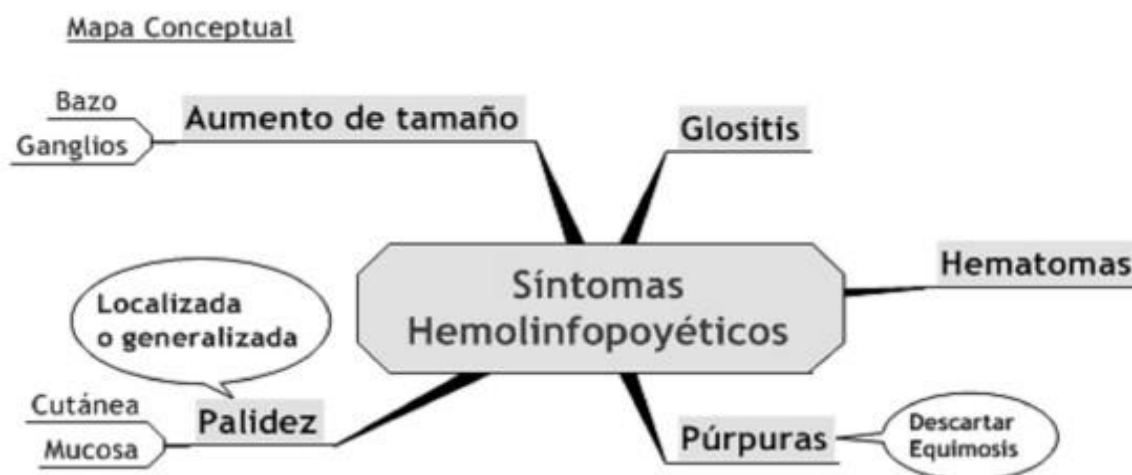 Mapa Conceptual
Bazo
Ganglios
Aumento de tamaño
Glositis
Hematomas
Síntomas
Hemolinfopoyéticos
Localizada
o generalizada
Cutánea
Mucosa
Palidez
Púrpuras
Descartar
Equimosis